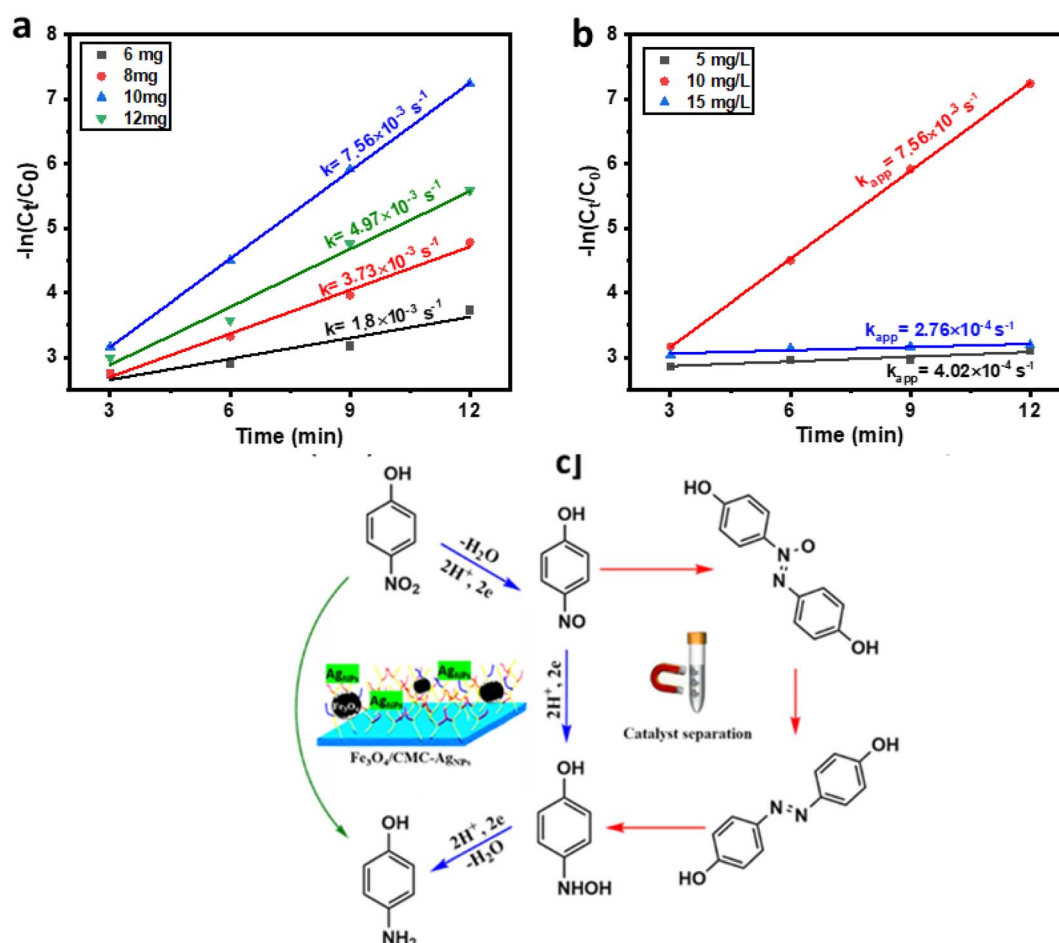 a
-ln(Ct/C0)
8
7
6
5
4
3
6 mg
8mg
10mg
12mg
k= 7.56×10⁻³ s⁻¹
k= 4.97×10⁻³ s⁻¹
k= 3.73×10⁻³ s⁻¹
k= 1.8×10⁻³ s⁻¹
3 6 9 12
Time (min)
b
-ln(Ct/C0)
8
7
6
5
4
3
5 mg/L
10 mg/L
15 mg/L
kapp = 7.56×10⁻³ s⁻¹
kapp = 2.76×10⁻⁴ s⁻¹
kapp = 4.02×10⁻⁴ s⁻¹
3 6 9 12
Time (min)
c]
OH
NO₂
-H₂O
2H⁺, 2e
OH
NO
HO
N-O
N
OH
AgNPs
AgNPs
AgNPs
Fe₃O₄
Fe₃O₄/CMC-AgNPs
2H⁺, 2e
Catalyst separation
OH
N=N
HO
OH
NHOH
2H⁺, 2e
-H₂O
OH
NH₂